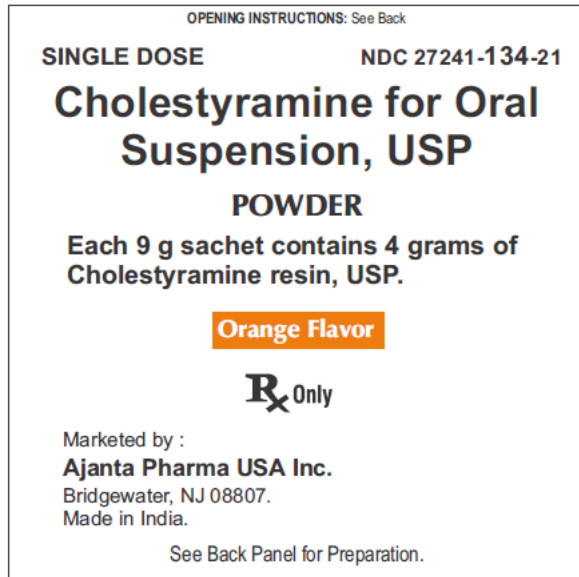 OPENING INSTRUCTIONS: See Back
SINGLE DOSE NDC 27241-134-21
Cholestyramine for Oral
Suspension, USP
POWDER
Each 9 g sachet contains 4 grams of
Cholestyramine resin, USP.
Orange Flavor
Rx Only
Marketed by :
Ajanta Pharma USA Inc.
Bridgewater, NJ 08807.
Made in India.
See Back Panel for Preparation.